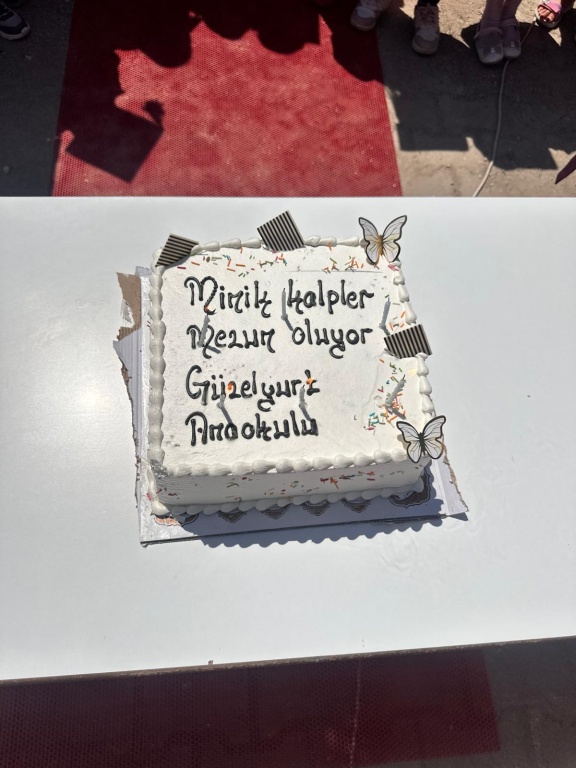 Minik kalpler
Mezun oluyor
Güzelyurt
Anaokulu